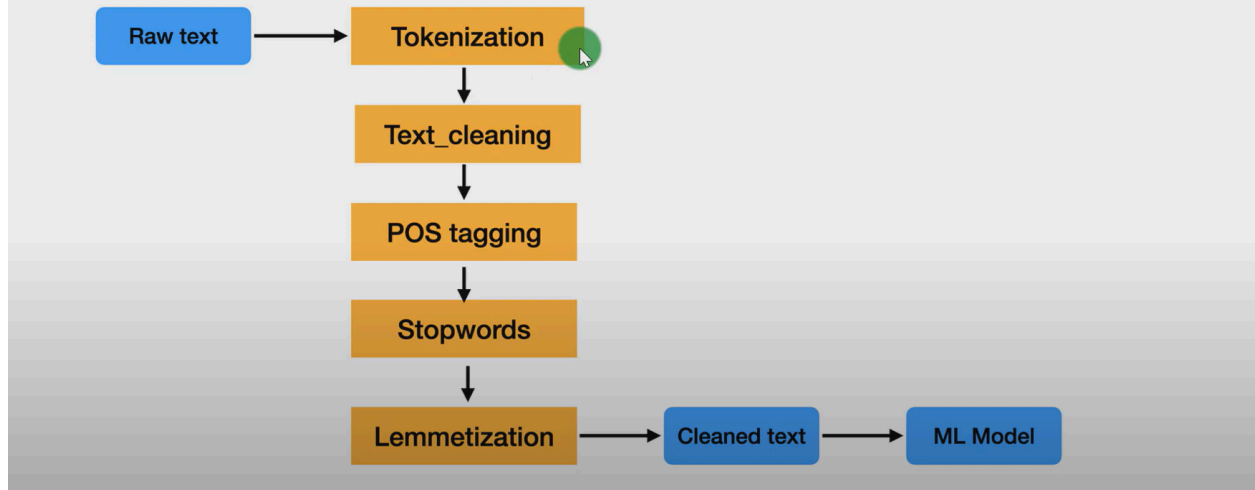 Raw text
Tokenization
Text_cleaning
POS tagging
Stopwords
Lemmetization
Cleaned text
ML Model